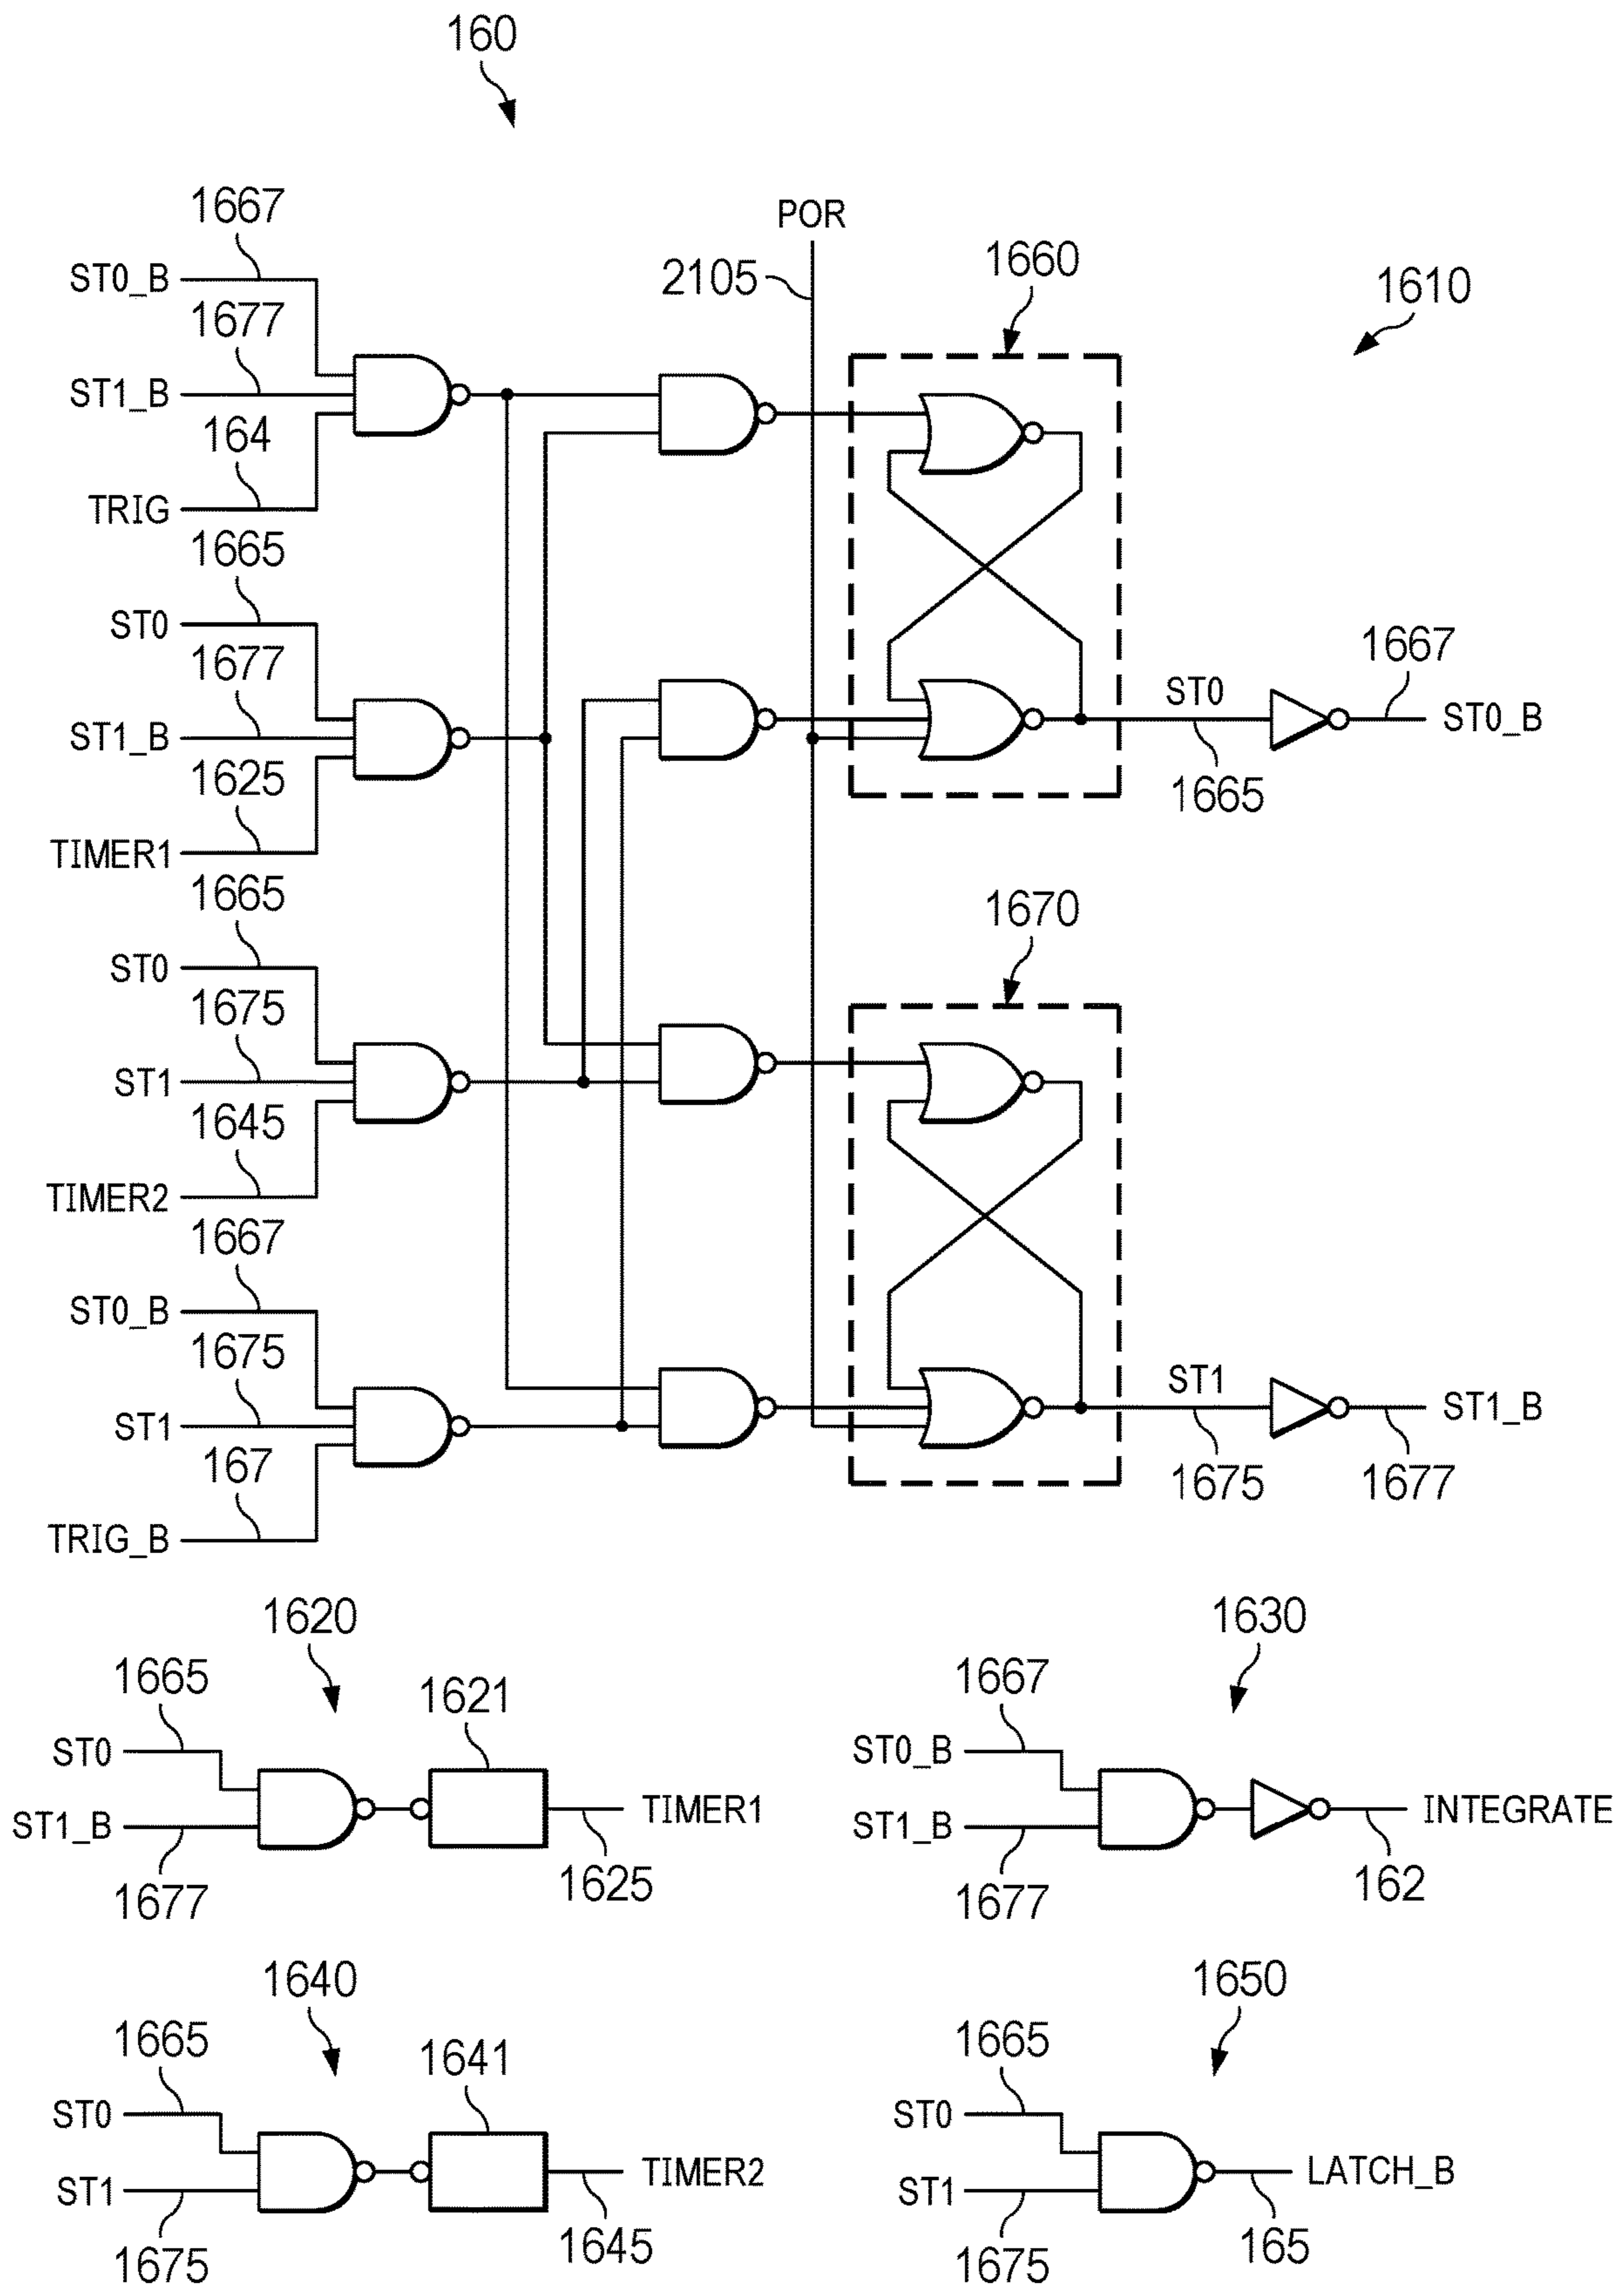 160
1667
ST0_B
1677
ST1_B
164
TRIG
POR
2105
1660
1610
1665
ST0
1677
ST1_B
1625
TIMER1
ST0
1665
1667
ST0_B
1665
ST0
1675
ST1
1645
TIMER2
1670
1667
ST0_B
1675
ST1
167
TRIG_B
ST1
1675
1677
ST1_B
1620
1665
ST0
ST1_B
1677
1621
TIMER1
1625
1630
1667
ST0_B
ST1_B
1677
INTEGRATE
162
1640
1665
ST0
ST1
1675
1641
TIMER2
1645
1650
1665
ST0
ST1
1675
LATCH_B
165